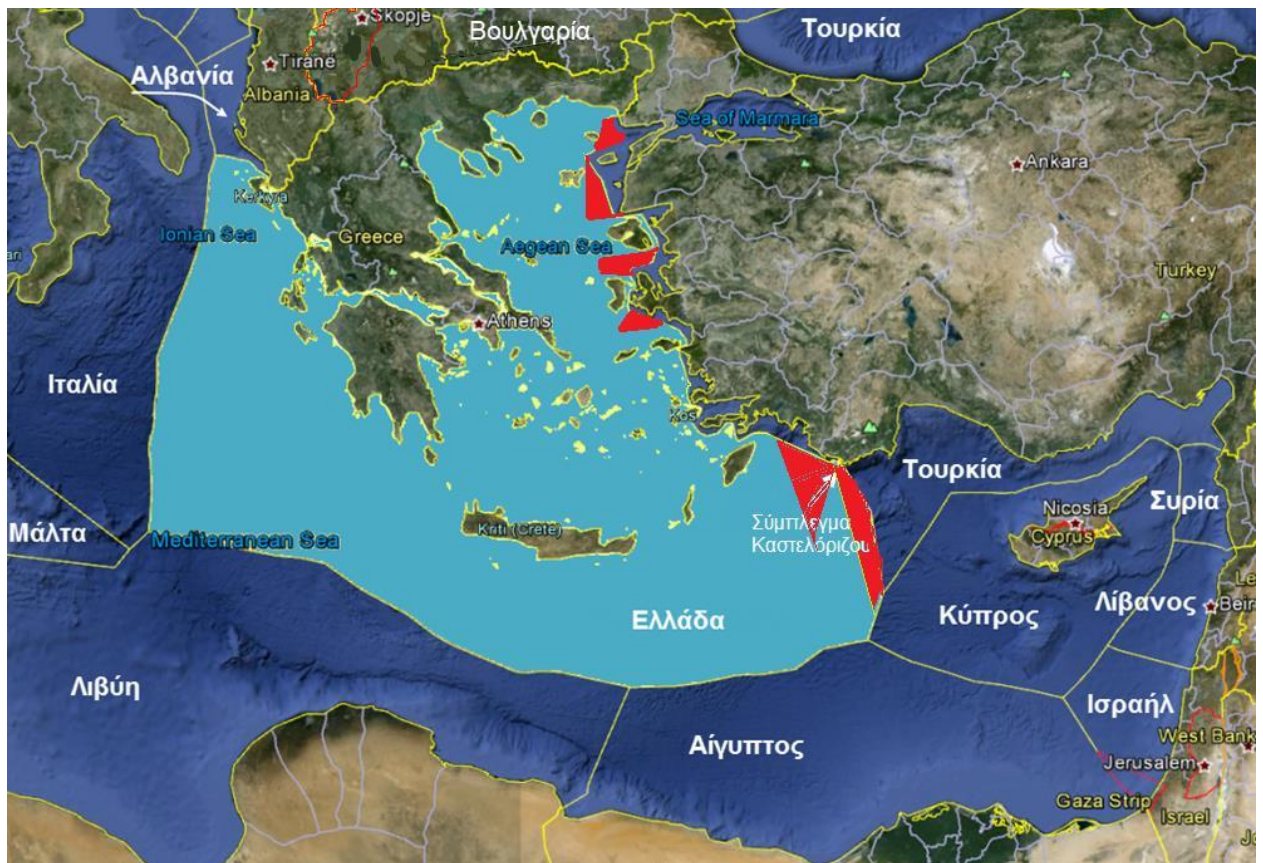 Skopje
Βουλγαρία
Τουρκία
Tirane
Αλβανία
Albania
Sea of Marmara
Ankara
Kerkyra
Ionian Sea
Greece
Aegean Sea
Turkey
Athens
Ιταλία
Kos
Τουρκία
Συρία
Nicosia
Cyprus
Μάλτα
Mediterranean Sea
Kriti (Crete)
Σύμπλεγμα
Καστελόριζου
Ελλάδα
Κύπρος
Λίβανος
Beir
Λιβύη
Ισραήλ
Αίγυπτος
West Bank
Jerusalem
Gaza Strip
Israel